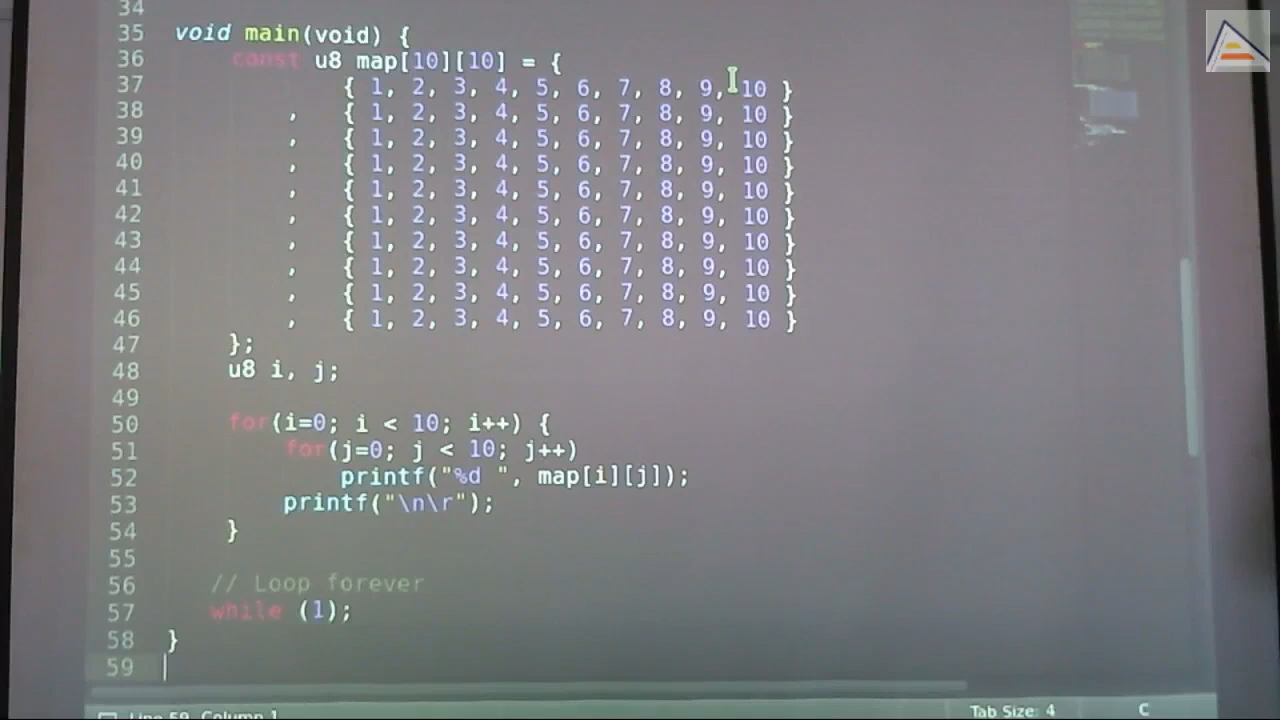 34
35 void main(void) {
36 const u8 map[10][10] = {
37 { 1, 2, 3, 4, 5, 6, 7, 8, 9, 10 }
38 , { 1, 2, 3, 4, 5, 6, 7, 8, 9, 10 }
39 , { 1, 2, 3, 4, 5, 6, 7, 8, 9, 10 }
40 , { 1, 2, 3, 4, 5, 6, 7, 8, 9, 10 }
41 , { 1, 2, 3, 4, 5, 6, 7, 8, 9, 10 }
42 , { 1, 2, 3, 4, 5, 6, 7, 8, 9, 10 }
43 , { 1, 2, 3, 4, 5, 6, 7, 8, 9, 10 }
44 , { 1, 2, 3, 4, 5, 6, 7, 8, 9, 10 }
45 , { 1, 2, 3, 4, 5, 6, 7, 8, 9, 10 }
46 , { 1, 2, 3, 4, 5, 6, 7, 8, 9, 10 }
47 };
48 u8 i, j;
49
50 for(i=0; i < 10; i++) {
51 for(j=0; j < 10; j++)
52 printf("%d ", map[i][j]);
53 printf("\n\r");
54 }
55
56 // Loop forever
57 while (1);
58 }
59
Line 59, Column 1 Tab Size: 4 C